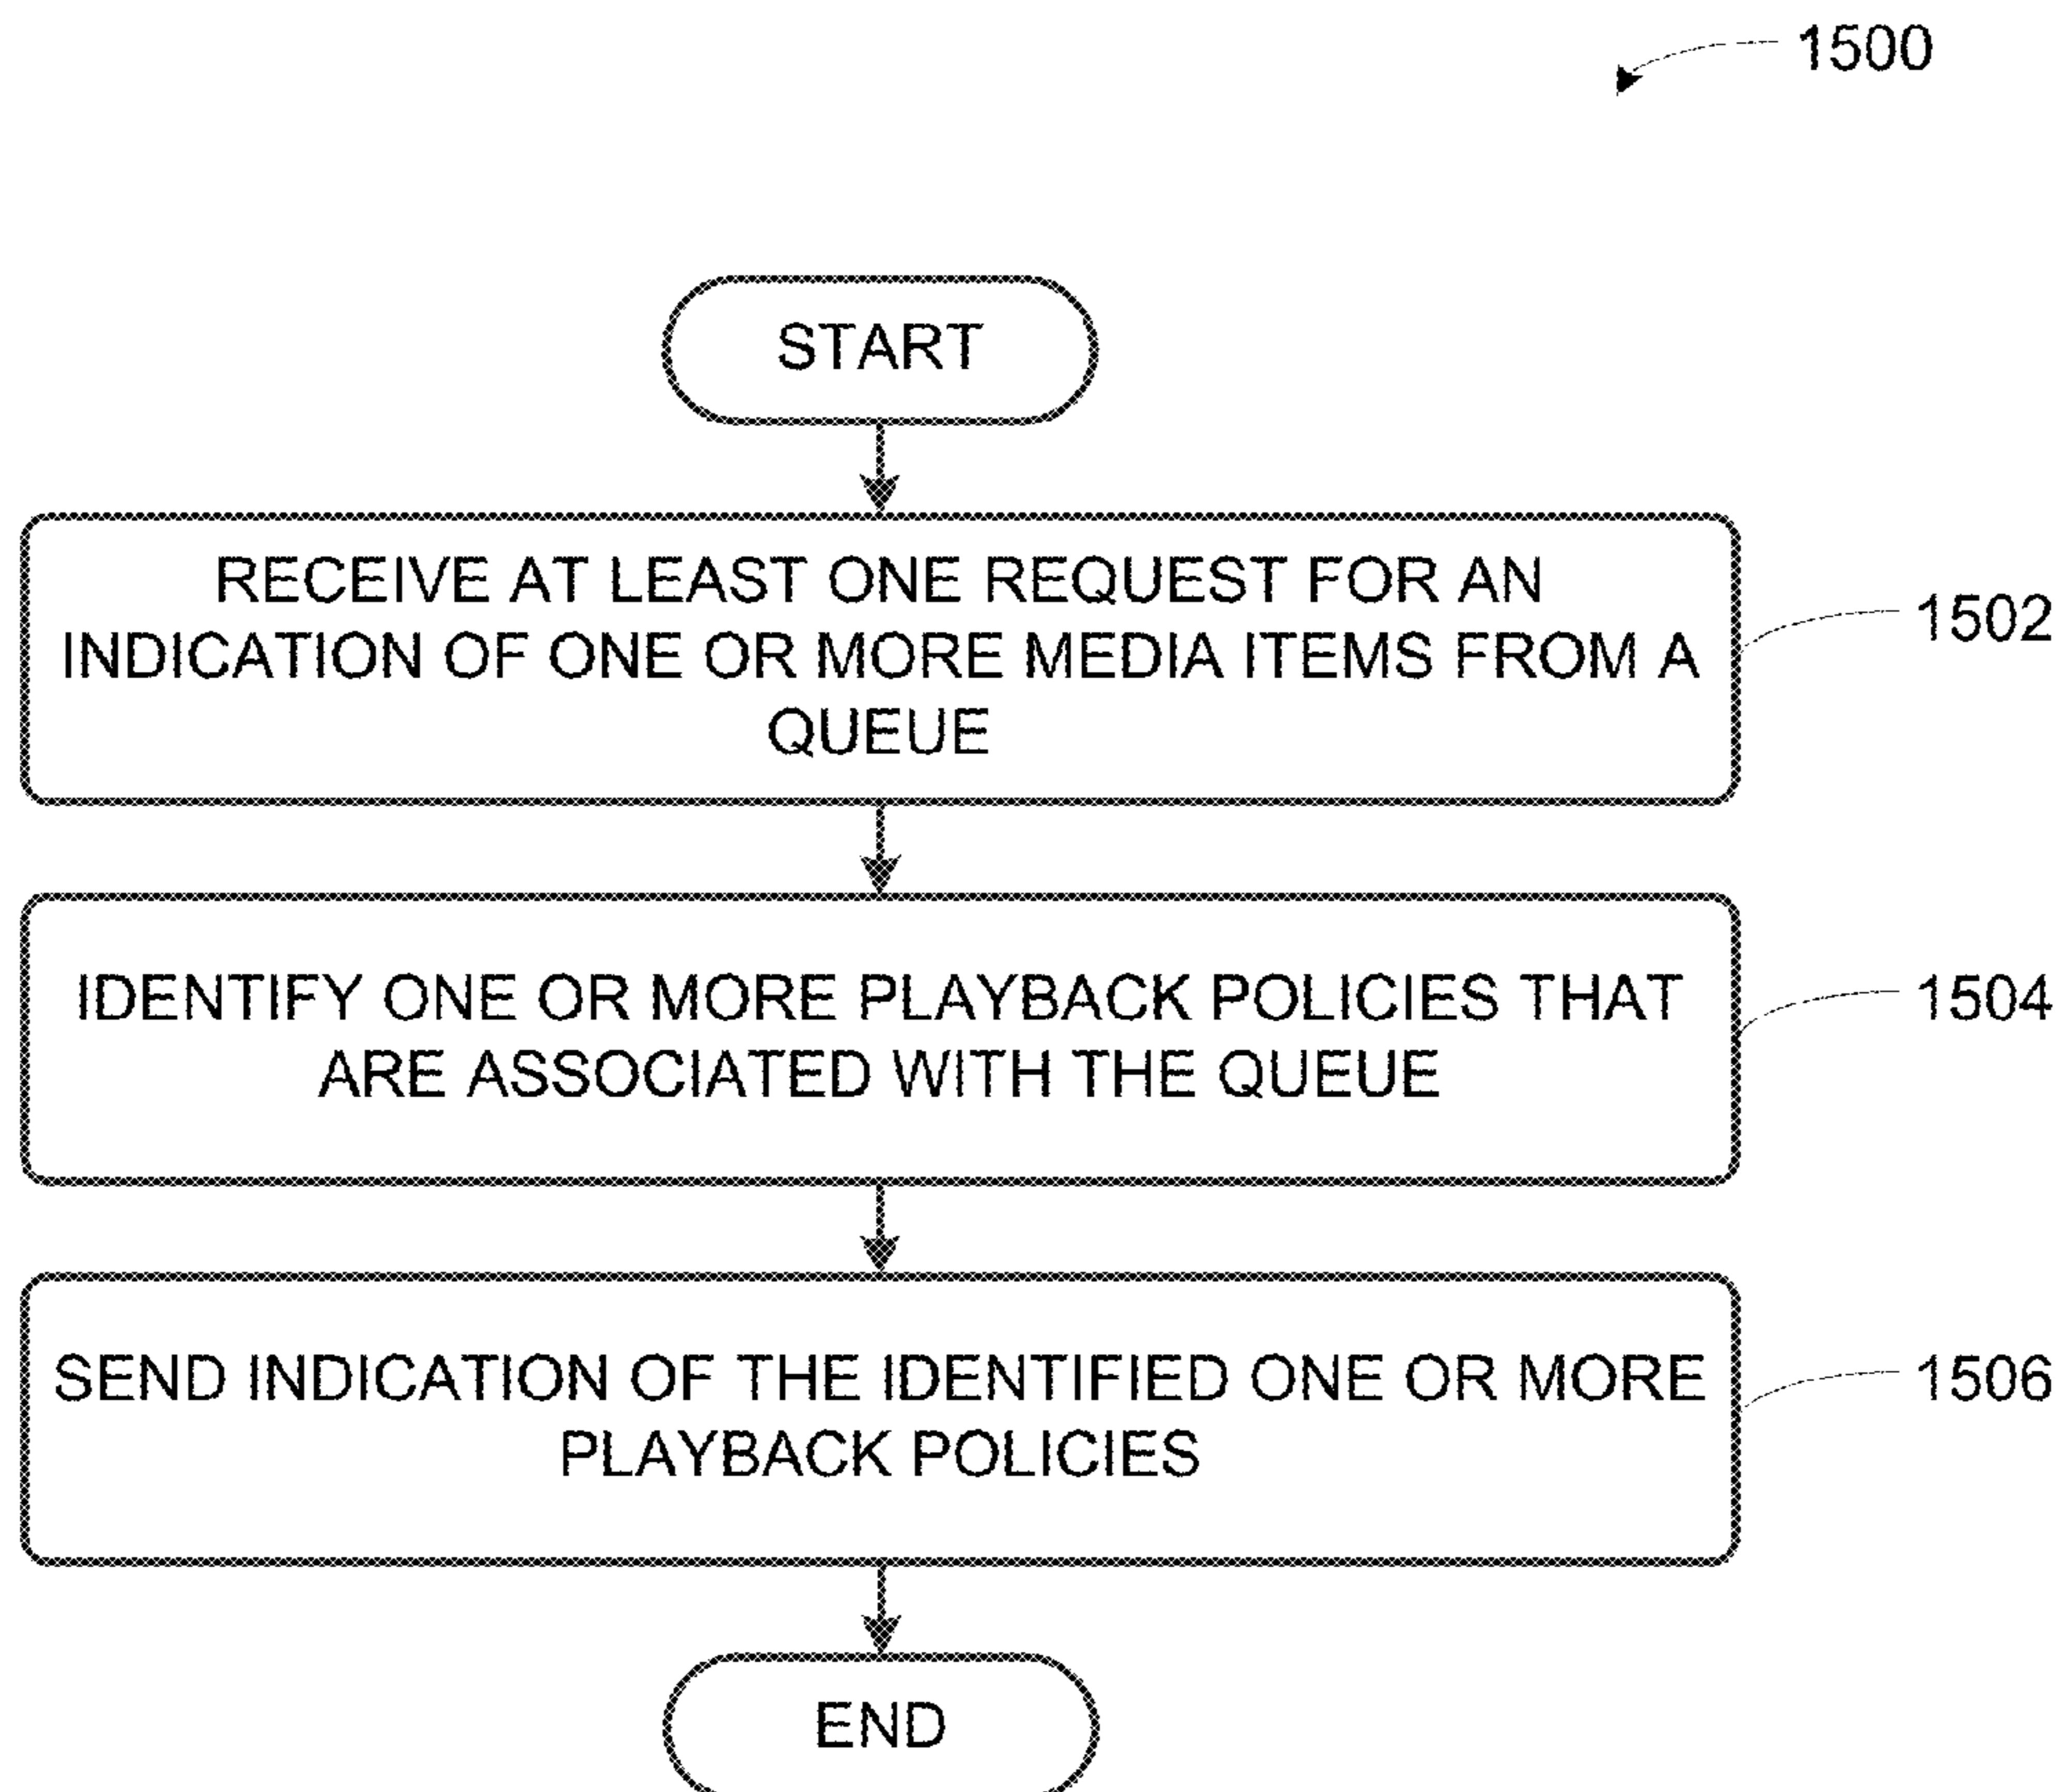 1500
START
RECEIVE AT LEAST ONE REQUEST FOR AN
INDICATION OF ONE OR MORE MEDIA ITEMS FROM A
QUEUE
1502
IDENTIFY ONE OR MORE PLAYBACK POLICIES THAT
ARE ASSOCIATED WITH THE QUEUE
1504
SEND INDICATION OF THE IDENTIFIED ONE OR MORE
PLAYBACK POLICIES
1506
END